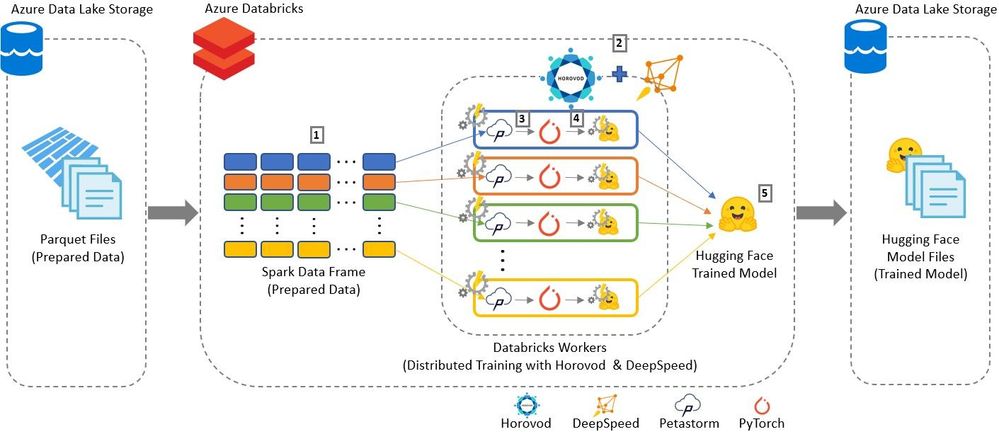 Azure Data Lake Storage
Azure Databricks
Azure Data Lake Storage
2
HOROVOD
1
3
4
5
Parquet Files
(Prepared Data)
Spark Data Frame
(Prepared Data)
Hugging Face
Trained Model
Hugging Face
Model Files
(Trained Model)
Databricks Workers
(Distributed Training with Horovod & DeepSpeed)
HOROVOD
Horovod
DeepSpeed
Petastorm
PyTorch